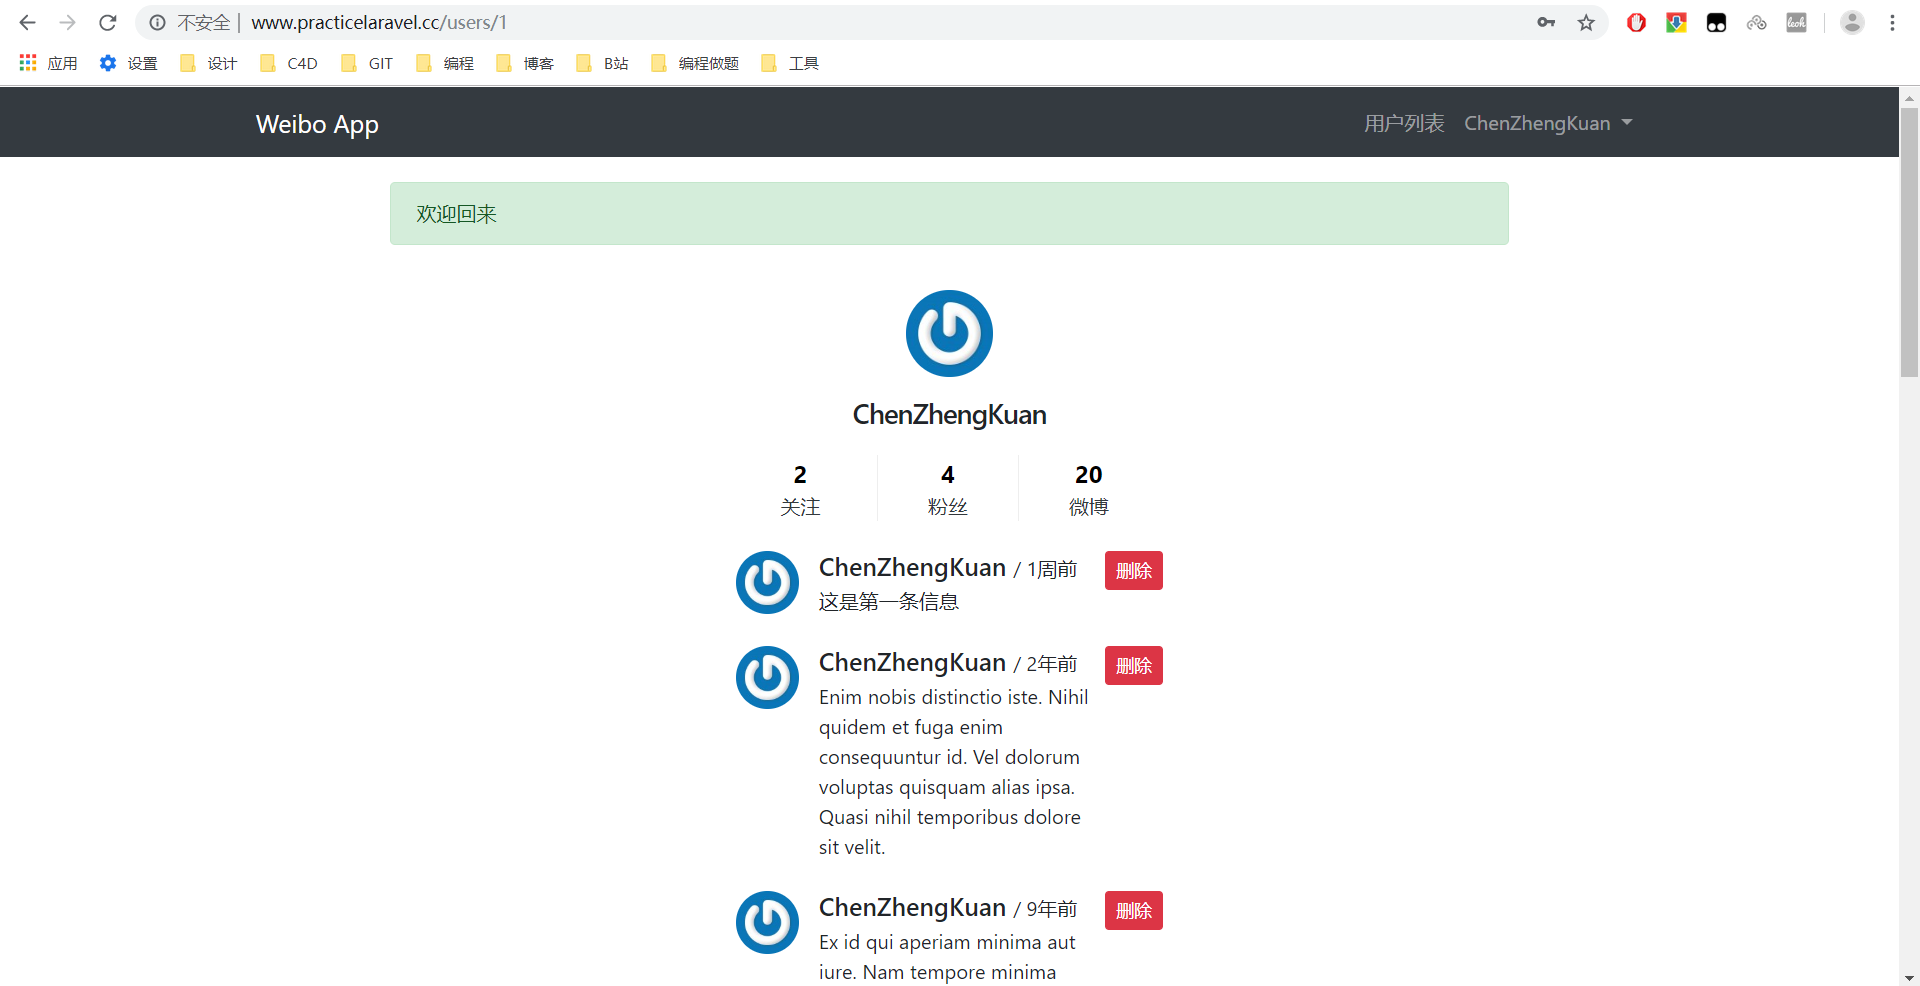 不安全 | www.practicelaravel.cc/users/1
应用 设置 设计 C4D GIT 编程 博客 B站 编程做题 工具
Weibo App 用户列表 ChenZhengKuan
欢迎回来
ChenZhengKuan
2 4 20
关注 粉丝 微博
ChenZhengKuan / 1周前 删除
这是第一条信息
ChenZhengKuan / 2年前 删除
Enim nobis distinctio iste. Nihil
quidem et fuga enim
consequuntur id. Vel dolorum
voluptas quisquam alias ipsa.
Quasi nihil temporibus dolore
sit velit.
ChenZhengKuan / 9年前 删除
Ex id qui aperiam minima aut
iure. Nam tempore minima